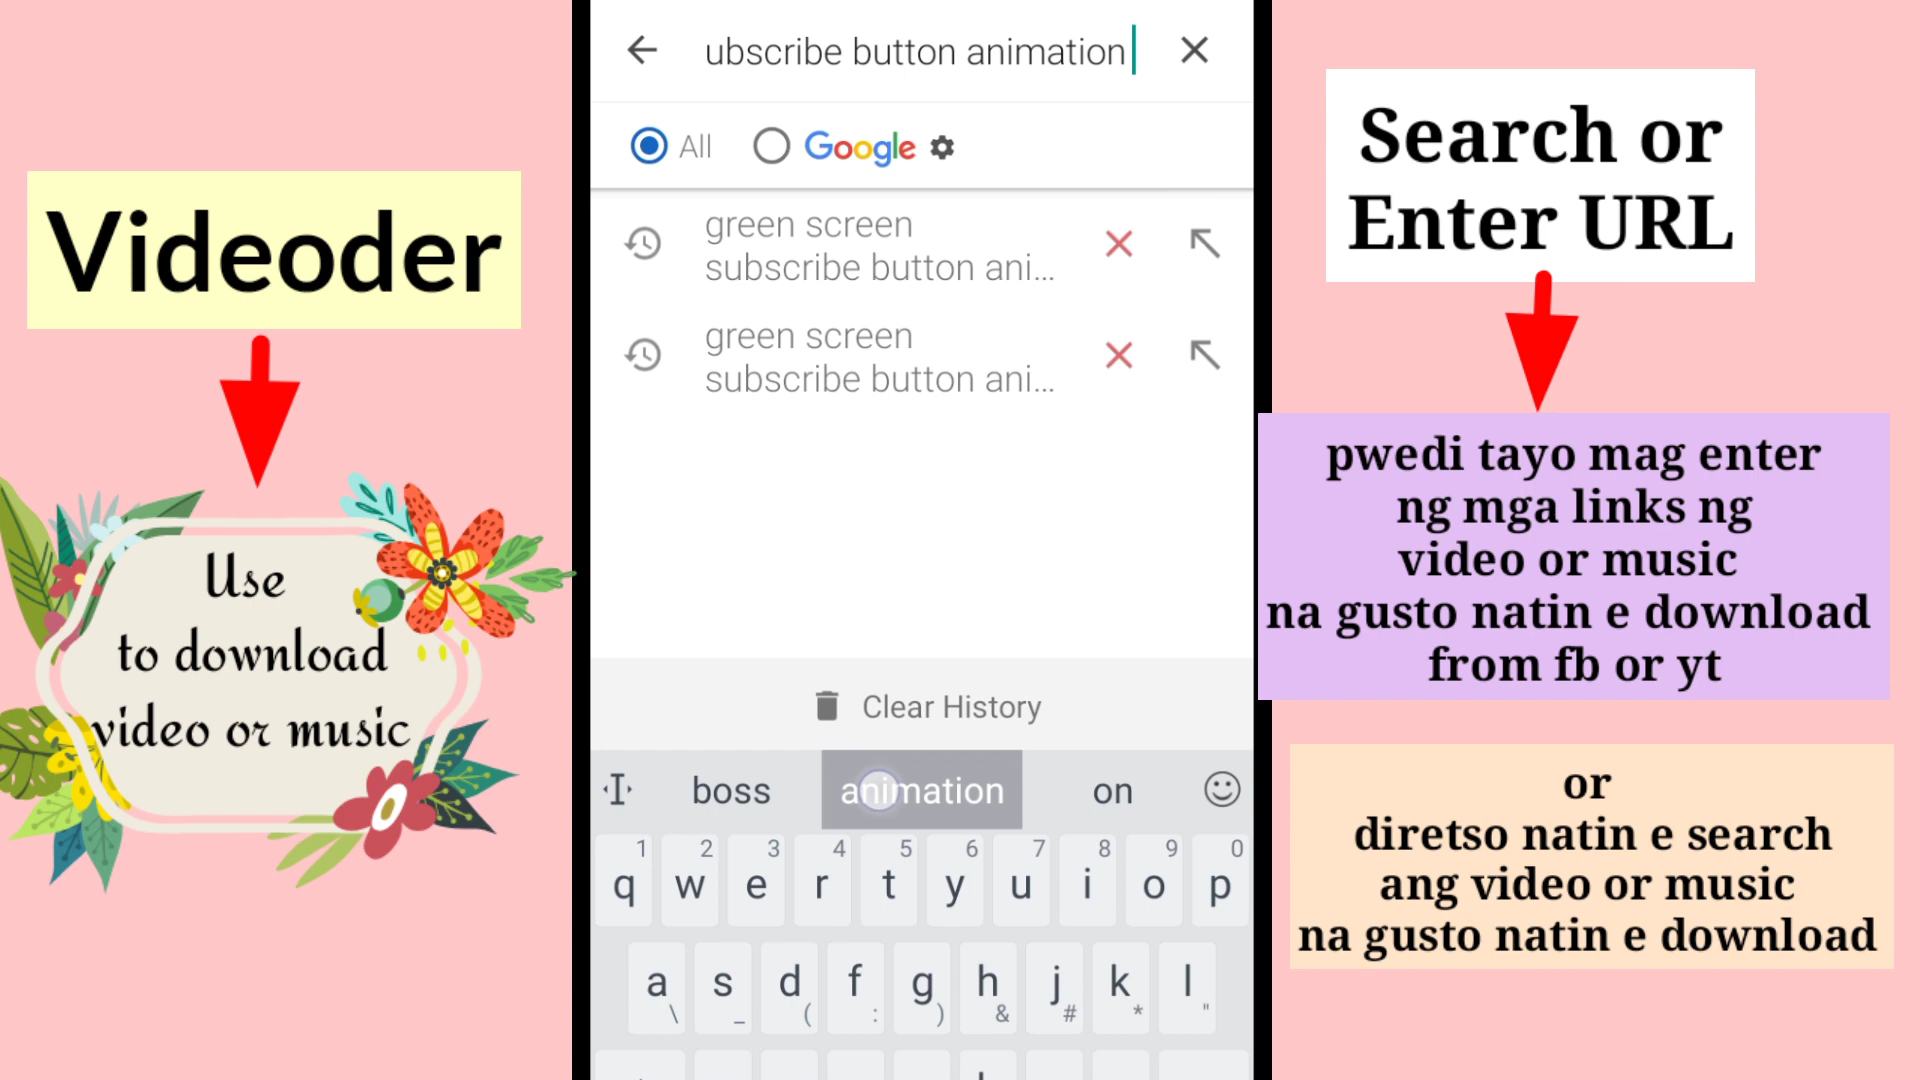 Videoder
Use
to download
video or music
ubscribe button animation
All
Google
green screen
subscribe button ani...
green screen
subscribe button ani...
Clear History
boss animation on
1 2 3 4 5 6 7 8 9 0
q w e r t y u i o p
a s d f g h j k l
\ _ ( : ) & # * "
Search or
Enter URL
pwedi tayo mag enter
ng mga links ng
video or music
na gusto natin e download
from fb or yt
or
diretso natin e search
ang video or music
na gusto natin e download